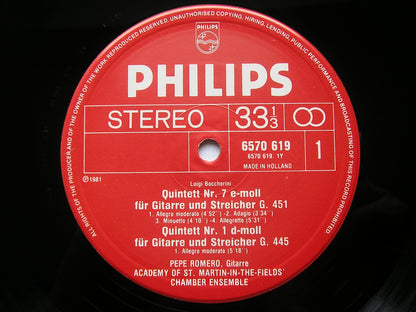 ALL RIGHTS OF THE PRODUCER AND OF THE OWNER OF THE WORK REPRODUCED RESERVED. UNAUTHORISED COPYING, HIRING, LENDING, PUBLIC PERFORMANCE AND BROADCASTING OF THIS RECORD PROHIBITED
PHILIPS
PHILIPS
STEREO 33 1/3
6570 619
6570 619. 1Y
MADE IN HOLLAND
1
℗ 1981
Luigi Boccherini
Quintett Nr. 7 e-moll
für Gitarre und Streicher G. 451
1. Allegro moderato (4'52'') -2. Adagio (3'34'')
3. Minuetto (4'10'') -4. Allegretto (5'31'')
Quintett Nr. 1 d-moll
für Gitarre und Streicher G. 445
1. Allegro moderato (5'18'')
PEPE ROMERO, Gitarre
ACADEMY OF ST. MARTIN-IN-THE-FIELDS'
CHAMBER ENSEMBLE